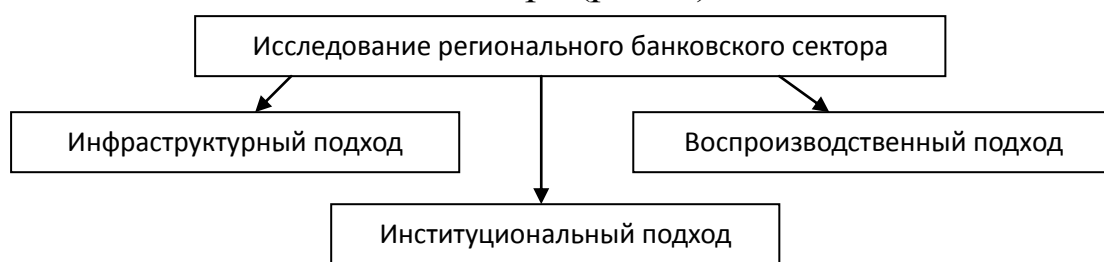 Исследование регионального банковского сектора
Инфраструктурный подход
Воспроизводственный подход
Институциональный подход